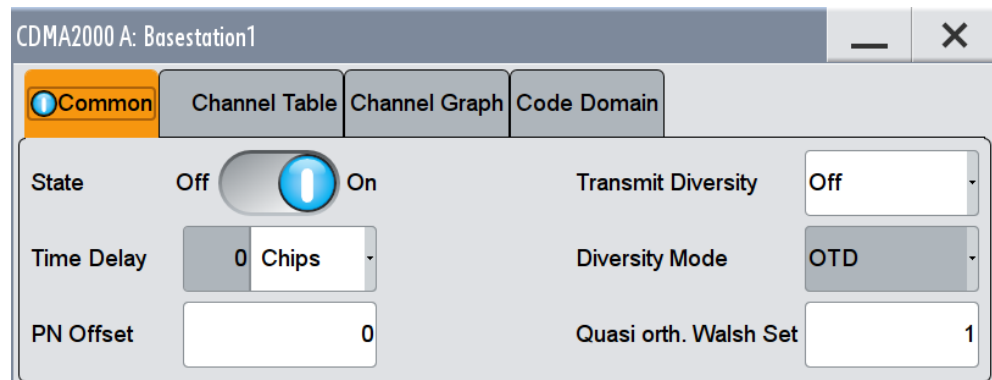 CDMA2000 A: Basestation1
Common Channel Table Channel Graph Code Domain
State Off On Transmit Diversity Off
Time Delay 0 Chips Diversity Mode OTD
PN Offset 0 Quasi orth. Walsh Set 1